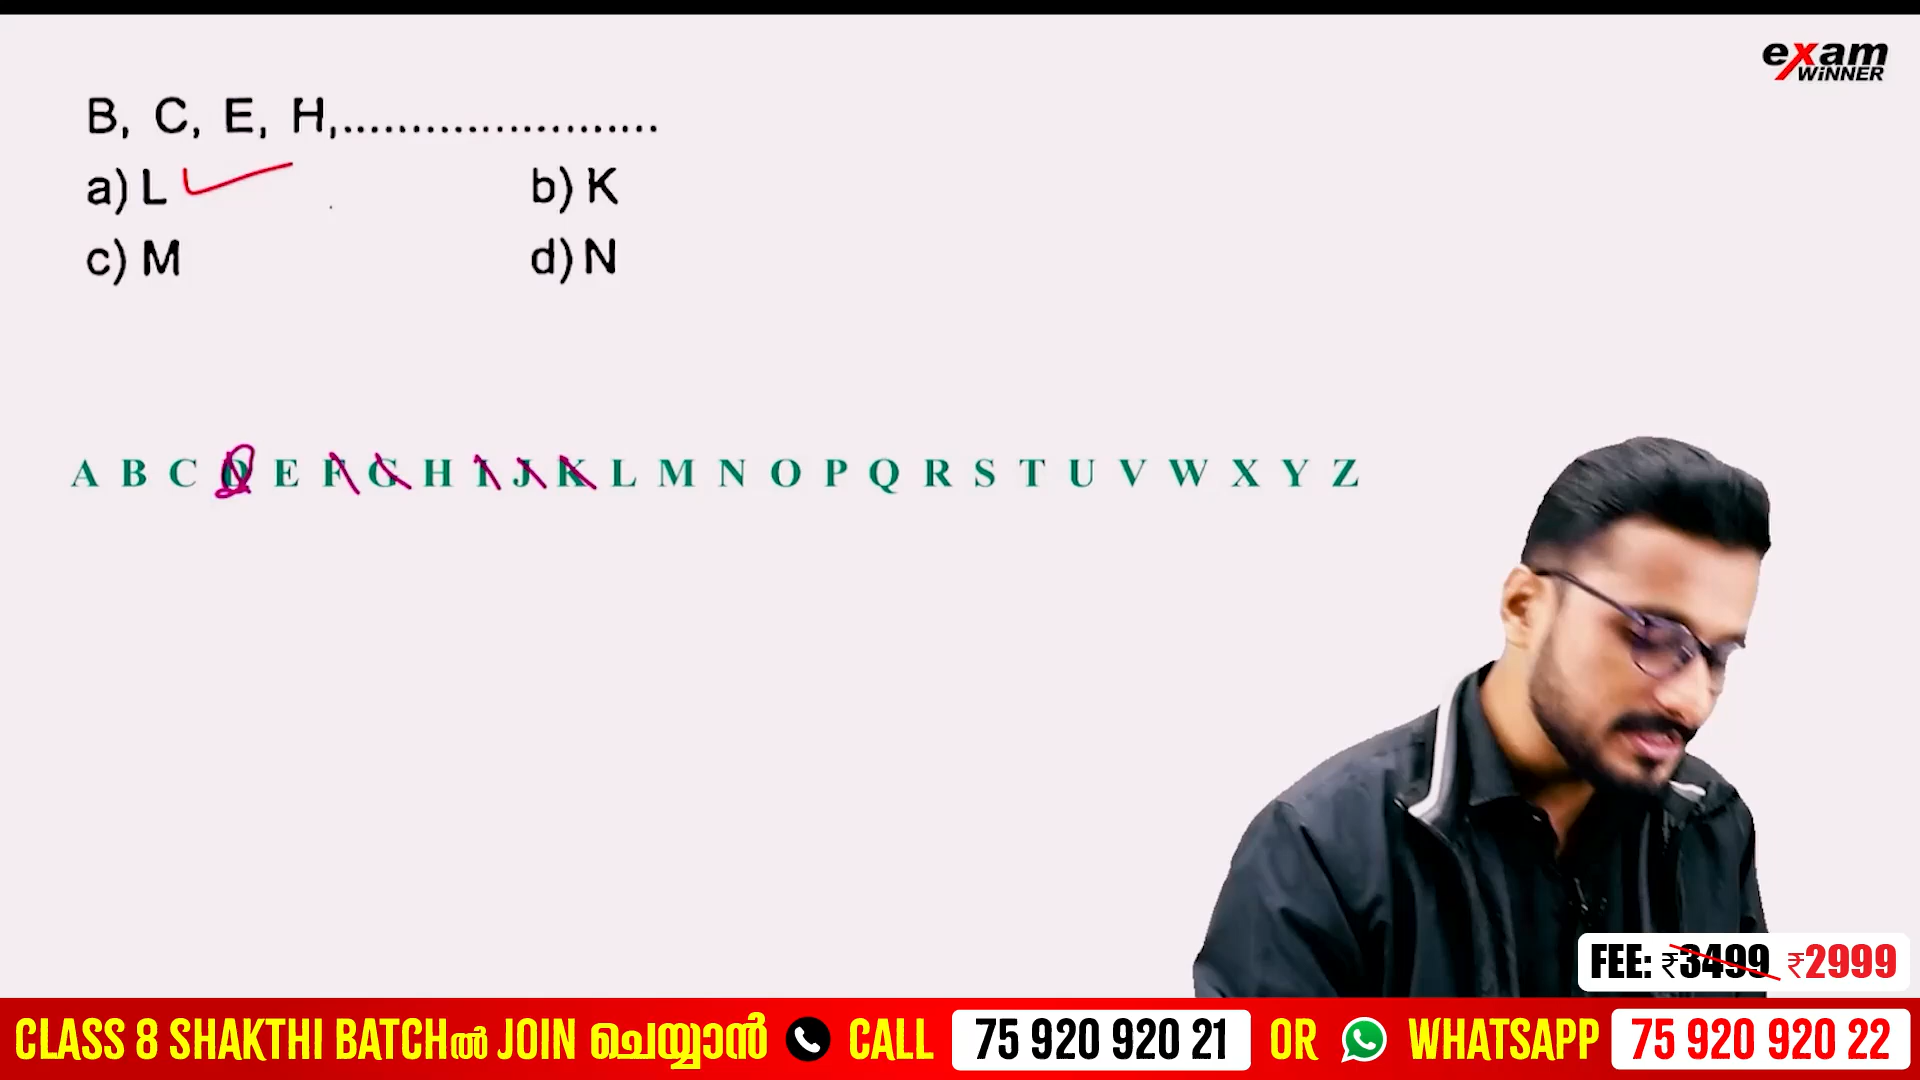 exam
WiNNER
B, C, E, H,.......................
a) L b) K
c) M d) N
A B C D E F G H I J K L M N O P Q R S T U V W X Y Z
FEE: ₹3499 ₹2999
CLASS 8 SHAKTHI BATCHൽ JOIN ചെയ്യാൻ CALL 75 920 920 21 OR WHATSAPP 75 920 920 22